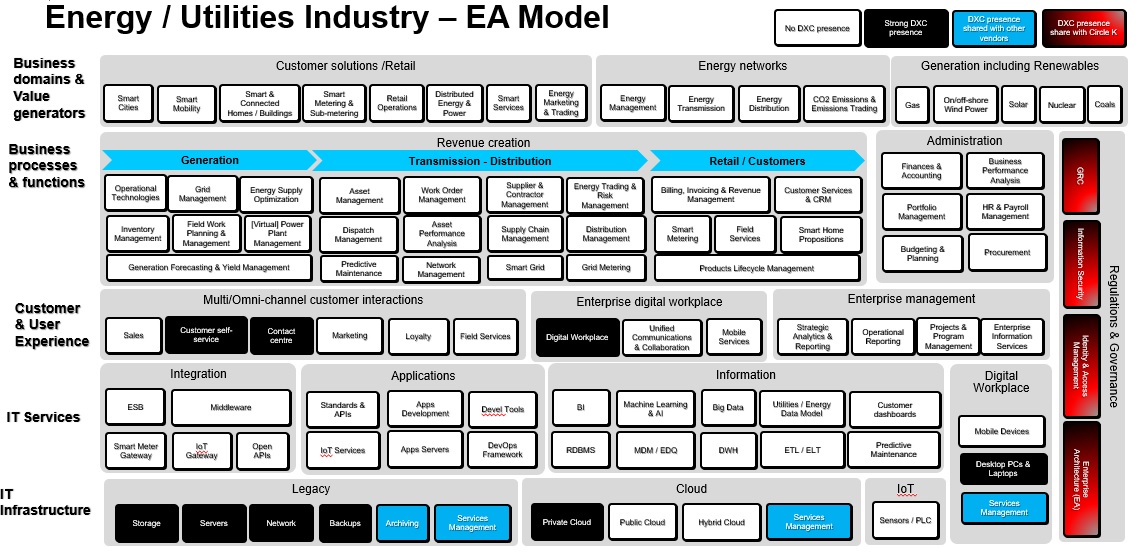 Energy / Utilities Industry – EA Model
No DXC presence
Strong DXC
presence
DXC presence
shared with other
vendors
DXC presence
share with Circle K
Business
domains &
Value
generators
Customer solutions /Retail
Smart
Cities
Smart
Mobility
Smart &
Connected
Homes / Buildings
Smart
Metering &
Sub-metering
Retail
Operations
Distributed
Energy &
Power
Smart
Services
Energy
Marketing
& Trading
Energy networks
Energy
Management
Energy
Transmission
Energy
Distribution
CO2 Emissions &
Emissions Trading
Generation including Renewables
Gas
On/off-shore
Wind Power
Solar
Nuclear
Coals
Business
processes
& functions
Revenue creation
Generation
Transmission - Distribution
Retail / Customers
Operational
Technologies
Grid
Management
Energy Supply
Optimization
Inventory
Management
Field Work
Planning &
Management
[Virtual] Power
Plant
Management
Generation Forecasting & Yield Management
Asset
Management
Work Order
Management
Supplier &
Contractor
Management
Energy Trading &
Risk
Management
Dispatch
Management
Asset
Performance
Analysis
Supply Chain
Management
Distribution
Management
Predictive
Maintenance
Network
Management
Smart Grid
Grid Metering
Billing, Invoicing & Revenue
Management
Customer Services
& CRM
Smart
Metering
Field
Services
Smart Home
Propositions
Products Lifecycle Management
Administration
Finances &
Accounting
Business
Performance
Analysis
Portfolio
Management
HR & Payroll
Management
Budgeting &
Planning
Procurement
GRC
Information Security
Identity & Access
Management
Enterprise
Architecture (EA)
Regulations & Governance
Customer
& User
Experience
Multi/Omni-channel customer interactions
Sales
Customer self-
service
Contact
centre
Marketing
Loyalty
Field Services
Enterprise digital workplace
Digital Workplace
Unified
Communications
& Collaboration
Mobile
Services
Enterprise management
Strategic
Analytics &
Reporting
Operational
Reporting
Projects &
Program
Management
Enterprise
Information
Services
IT Services
Integration
ESB
Middleware
Smart Meter
Gateway
IoT
Gateway
Open
APIs
Applications
Standards &
APIs
Apps
Development
Devel Tools
IoT Services
Apps Servers
DevOps
Framework
Information
BI
Machine Learning
& AI
Big Data
Utilities / Energy
Data Model
Customer
dashboards
RDBMS
MDM / EDQ
DWH
ETL / ELT
Predictive
Maintenance
Digital
Workplace
Mobile Devices
Desktop PCs &
Laptops
Services
Management
IT
Infrastructure
Legacy
Storage
Servers
Network
Backups
Archiving
Services
Management
Cloud
Private Cloud
Public Cloud
Hybrid Cloud
Services
Management
IoT
Sensors / PLC